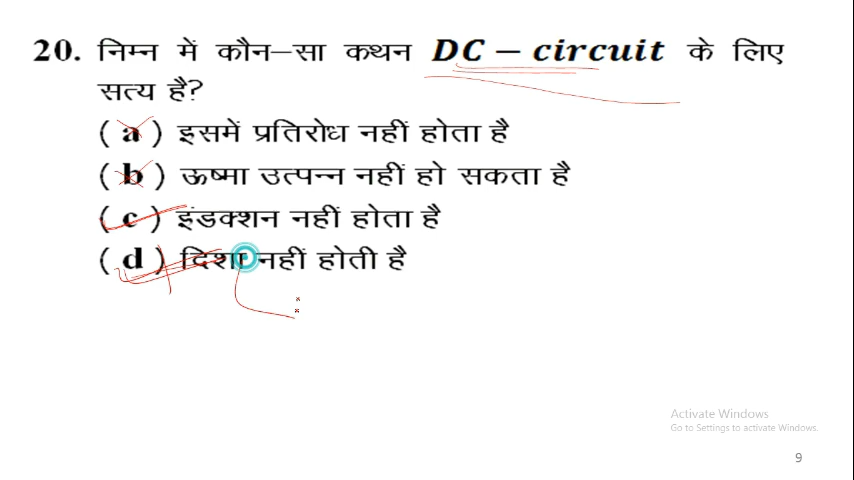 20. निम्न में कौन–सा कथन DC – circuit के लिए
सत्य है?
( a ) इसमें प्रतिरोध नहीं होता है
( b ) ऊष्मा उत्पन्न नहीं हो सकता है
( c ) इंडक्शन नहीं होता है
( d ) दिशा नहीं होती है
Activate Windows
Go to Settings to activate Windows.
9